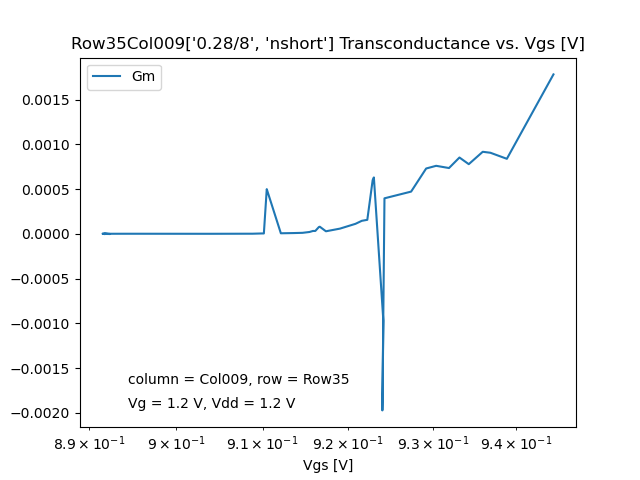 Row35Col009['0.28/8', 'nshort'] Transconductance vs. Vgs [V]
Gm
0.0015
0.0010
0.0005
0.0000
−0.0005
−0.0010
−0.0015
−0.0020
column = Col009, row = Row35
Vg = 1.2 V, Vdd = 1.2 V
8.9 × 10⁻¹ 9 × 10⁻¹ 9.1 × 10⁻¹ 9.2 × 10⁻¹ 9.3 × 10⁻¹ 9.4 × 10⁻¹
Vgs [V]